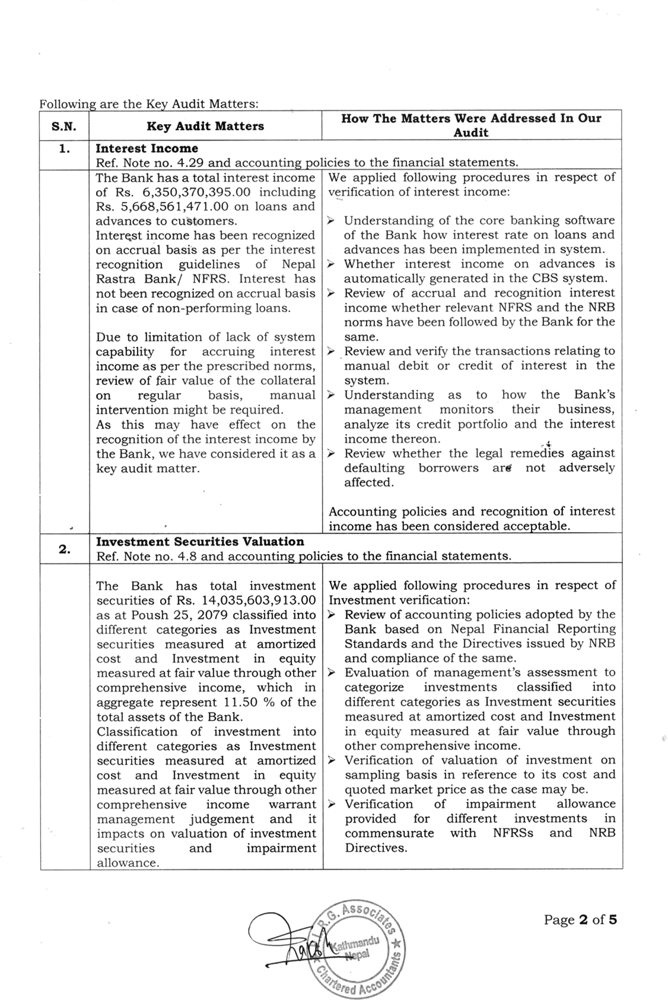 Following are the Key Audit Matters:
S.N.
Key Audit Matters
How The Matters Were Addressed In Our
Audit
1.
Interest Income
Ref. Note no. 4.29 and accounting policies to the financial statements.
The Bank has a total interest income
of Rs. 6,350,370,395.00 including
Rs. 5,668,561,471.00 on loans and
advances to customers.
Interest income has been recognized
on accrual basis as per the interest
recognition guidelines of Nepal
Rastra Bank/ NFRS. Interest has
not been recognized on accrual basis
in case of non-performing loans.
Due to limitation of lack of system
capability for accruing interest
income as per the prescribed norms,
review of fair value of the collateral
on regular basis, manual
intervention might be required.
As this may have effect on the
recognition of the interest income by
the Bank, we have considered it as a
key audit matter.
We applied following procedures in respect of
verification of interest income:
➢ Understanding of the core banking software
of the Bank how interest rate on loans and
advances has been implemented in system.
➢ Whether interest income on advances is
automatically generated in the CBS system.
➢ Review of accrual and recognition interest
income whether relevant NFRS and the NRB
norms have been followed by the Bank for the
same.
➢ Review and verify the transactions relating to
manual debit or credit of interest in the
system.
➢ Understanding as to how the Bank's
management monitors their business,
analyze its credit portfolio and the interest
income thereon.
➢ Review whether the legal remedies against
defaulting borrowers are not adversely
affected.
Accounting policies and recognition of interest
income has been considered acceptable.
2.
Investment Securities Valuation
Ref. Note no. 4.8 and accounting policies to the financial statements.
The Bank has total investment
securities of Rs. 14,035,603,913.00
as at Poush 25, 2079 classified into
different categories as Investment
securities measured at amortized
cost and Investment in equity
measured at fair value through other
comprehensive income, which in
aggregate represent 11.50 % of the
total assets of the Bank.
Classification of investment into
different categories as Investment
securities measured at amortized
cost and Investment in equity
measured at fair value through other
comprehensive income warrant
management judgement and it
impacts on valuation of investment
securities and impairment
allowance.
We applied following procedures in respect of
Investment verification:
➢ Review of accounting policies adopted by the
Bank based on Nepal Financial Reporting
Standards and the Directives issued by NRB
and compliance of the same.
➢ Evaluation of management's assessment to
categorize investments classified into
different categories as Investment securities
measured at amortized cost and Investment
in equity measured at fair value through
other comprehensive income.
➢ Verification of valuation of investment on
sampling basis in reference to its cost and
quoted market price as the case may be.
➢ Verification of impairment allowance
provided for different investments in
commensurate with NFRSs and NRB
Directives.
R.G. Associates
Kathmandu
Nepal
Chartered Accountants
Page 2 of 5